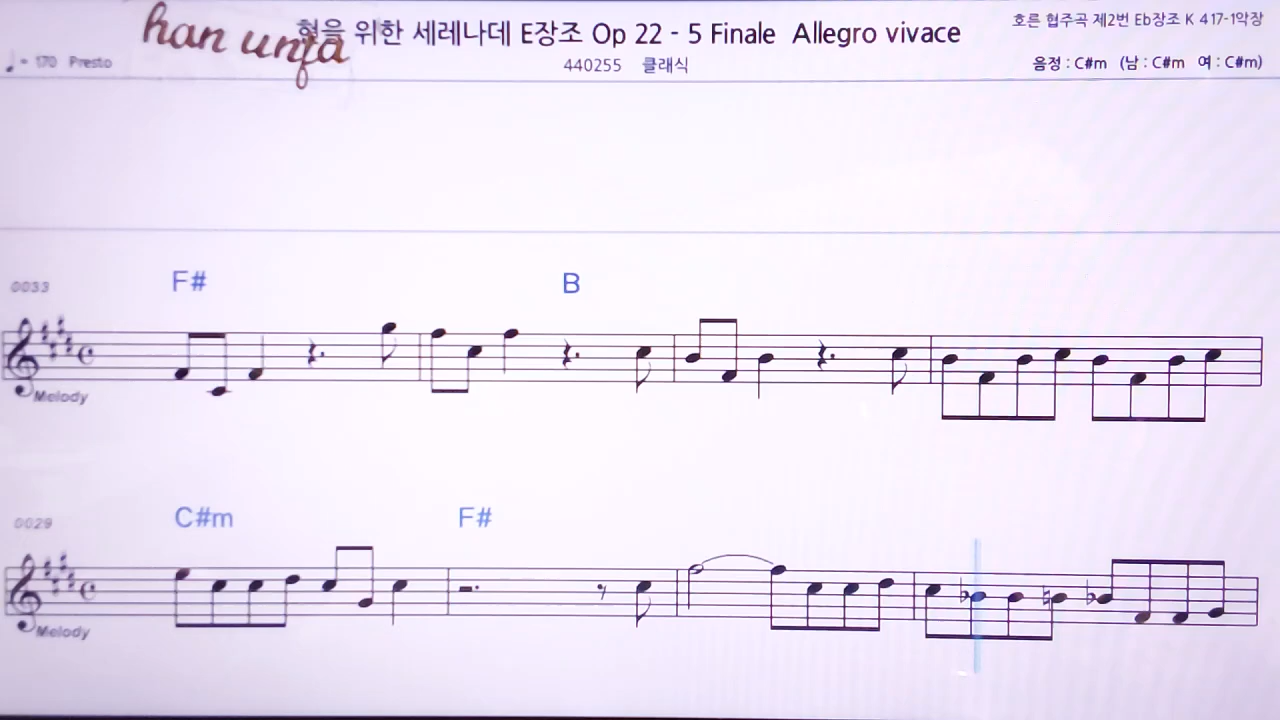 han unfa
현을 위한 세레나데 E장조 Op 22 - 5 Finale Allegro vivace
호른 협주곡 제2번 Eb장조 K 417-1악장
♩ = 170 Presto
440255 클래식
음정 : C#m (남 : C#m 여 : C#m)
0033
F# B
Melody
0029
C#m F#
Melody